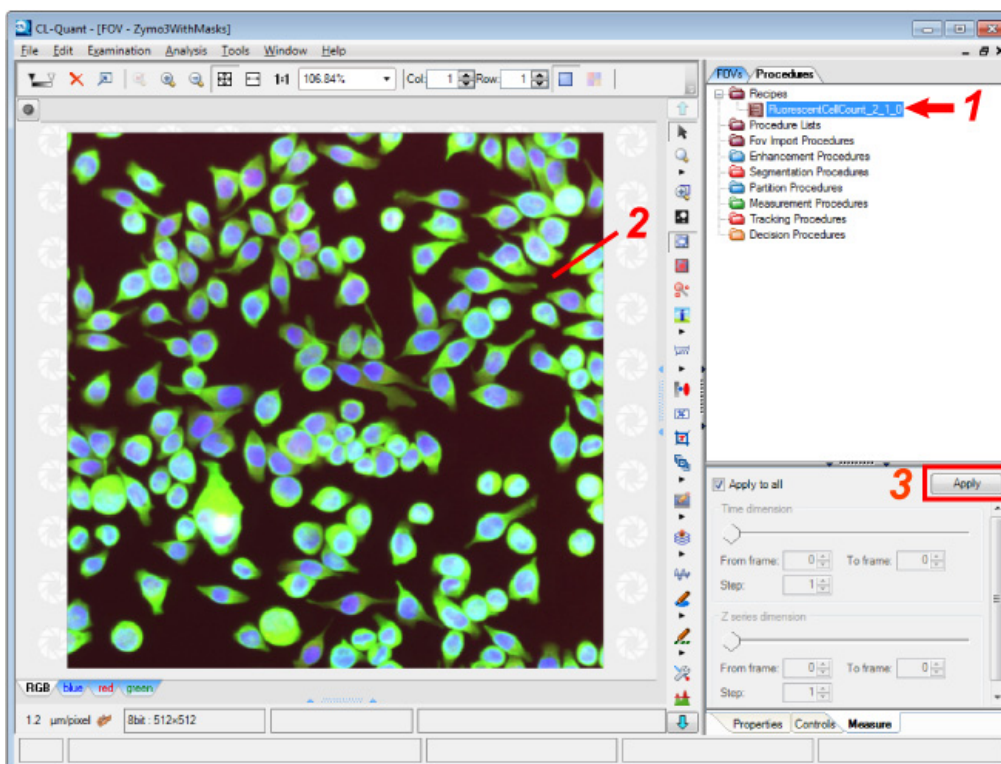 CL-Quant - [FOV - Zymo3WithMasks]
File Edit Examination Analysis Tools Window Help
1:1 106.84% Col: 1 Row: 1
FOVs Procedures
Recipes
FluorescentCellCount_2_1_0
1
Procedure Lists
Fov Import Procedures
Enhancement Procedures
Segmentation Procedures
Partition Procedures
Measurement Procedures
Tracking Procedures
Decision Procedures
2
Apply to all
3
Apply
Time dimension
From frame: 0 To frame: 0
Step: 1
Z series dimension
From frame: 0 To frame: 0
Step: 1
RGB blue red green
1.2 µm/pixel 8bit : 512×512
Properties Controls Measure